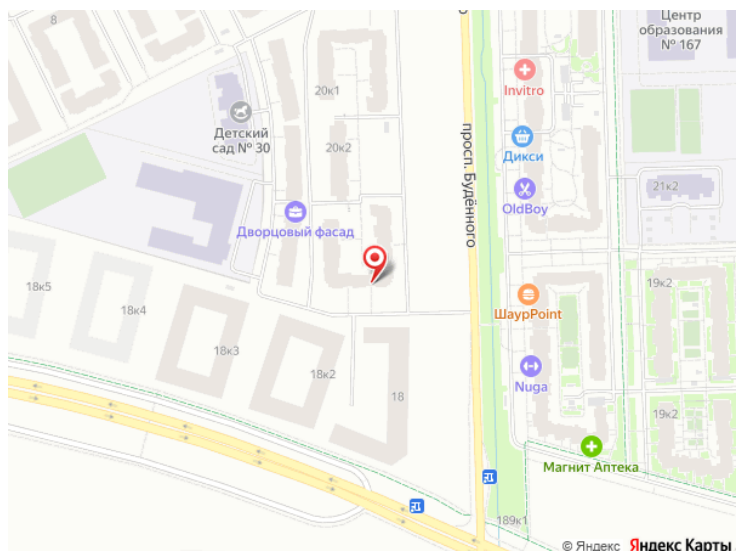 8
Центр
образования
№ 167
Invitro
20к1
Детский
сад № 30
20к2
Дикси
просп. Будённого
OldBoy
21к2
Дворцовый фасад
18к5
18к4
19к2
ШаурPoint
18к3
18к2
Nuga
18
19к2
Магнит Аптека
189к1
© Яндекс Яндекс Карты